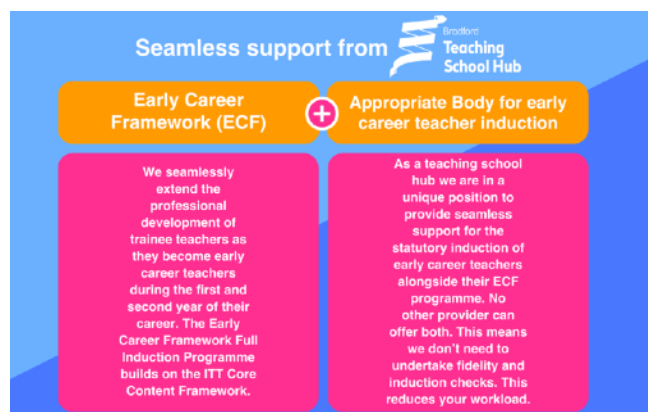 Seamless support from
Bradford
Teaching
School Hub
Early Career
Framework (ECF)
+
Appropriate Body for early
career teacher induction
We seamlessly
extend the
professional
development of
trainee teachers as
they become early
career teachers
during the first and
second year of their
career. The Early
Career Framework Full
Induction Programme
builds on the ITT Core
Content Framework.
As a teaching school
hub we are in a
unique position to
provide seamless
support for the
statutory induction of
early career teachers
alongside their ECF
programme. No
other provider can
offer both. This means
we don't need to
undertake fidelity and
induction checks. This
reduces your workload.